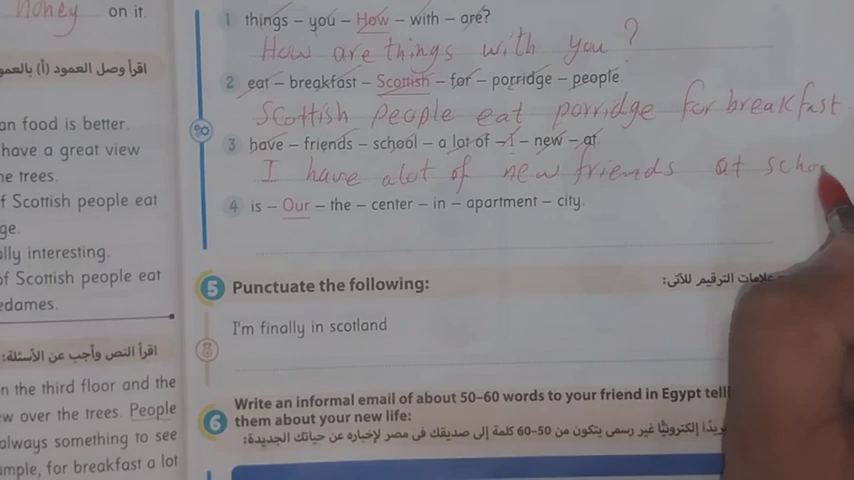 honey on it.
اقرأ وصل العمود (أ) بالعمو
an food is better.
have a great view
he trees.
f Scottish people eat
ge.
ally interesting.
of Scottish people eat
edames.
اقرأ النص وأجب عن الأسئلة:
n the third floor and the
ew over the trees. People
always something to see
ample, for breakfast a lot
1 things – you – How – with – are?
How are things with you ?
2 eat – breakfast – Scottish – for – porridge – people.
Scottish people eat porridge for breakfast.
3 have – friends – school – a lot of – I – new – at.
I have alot of new friends at scho
4 is – Our – the – center – in – apartment – city.
5 Punctuate the following:
علامات الترقيم للآتى:
I'm finally in scotland
6 Write an informal email of about 50–60 words to your friend in Egypt telli
them about your new life:
بريدًا إلكترونيًّا غير رسمى يتكون من 50-60 كلمة إلى صديقك فى مصر لإخباره عن حياتك الجديدة: